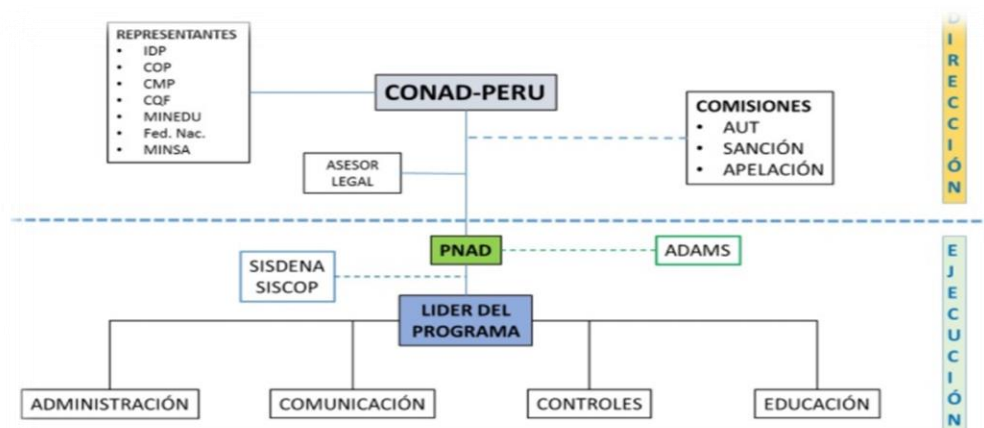 REPRESENTANTES
• IDP
• COP
• CMP
• CQF
• MINEDU
• Fed. Nac.
• MINSA
CONAD-PERU
COMISIONES
• AUT
• SANCIÓN
• APELACIÓN
ASESOR
LEGAL
DIRECCIÓN
PNAD
ADAMS
SISDENA
SISCOP
LIDER DEL
PROGRAMA
ADMINISTRACIÓN
COMUNICACIÓN
CONTROLES
EDUCACIÓN
EJECUCIÓN